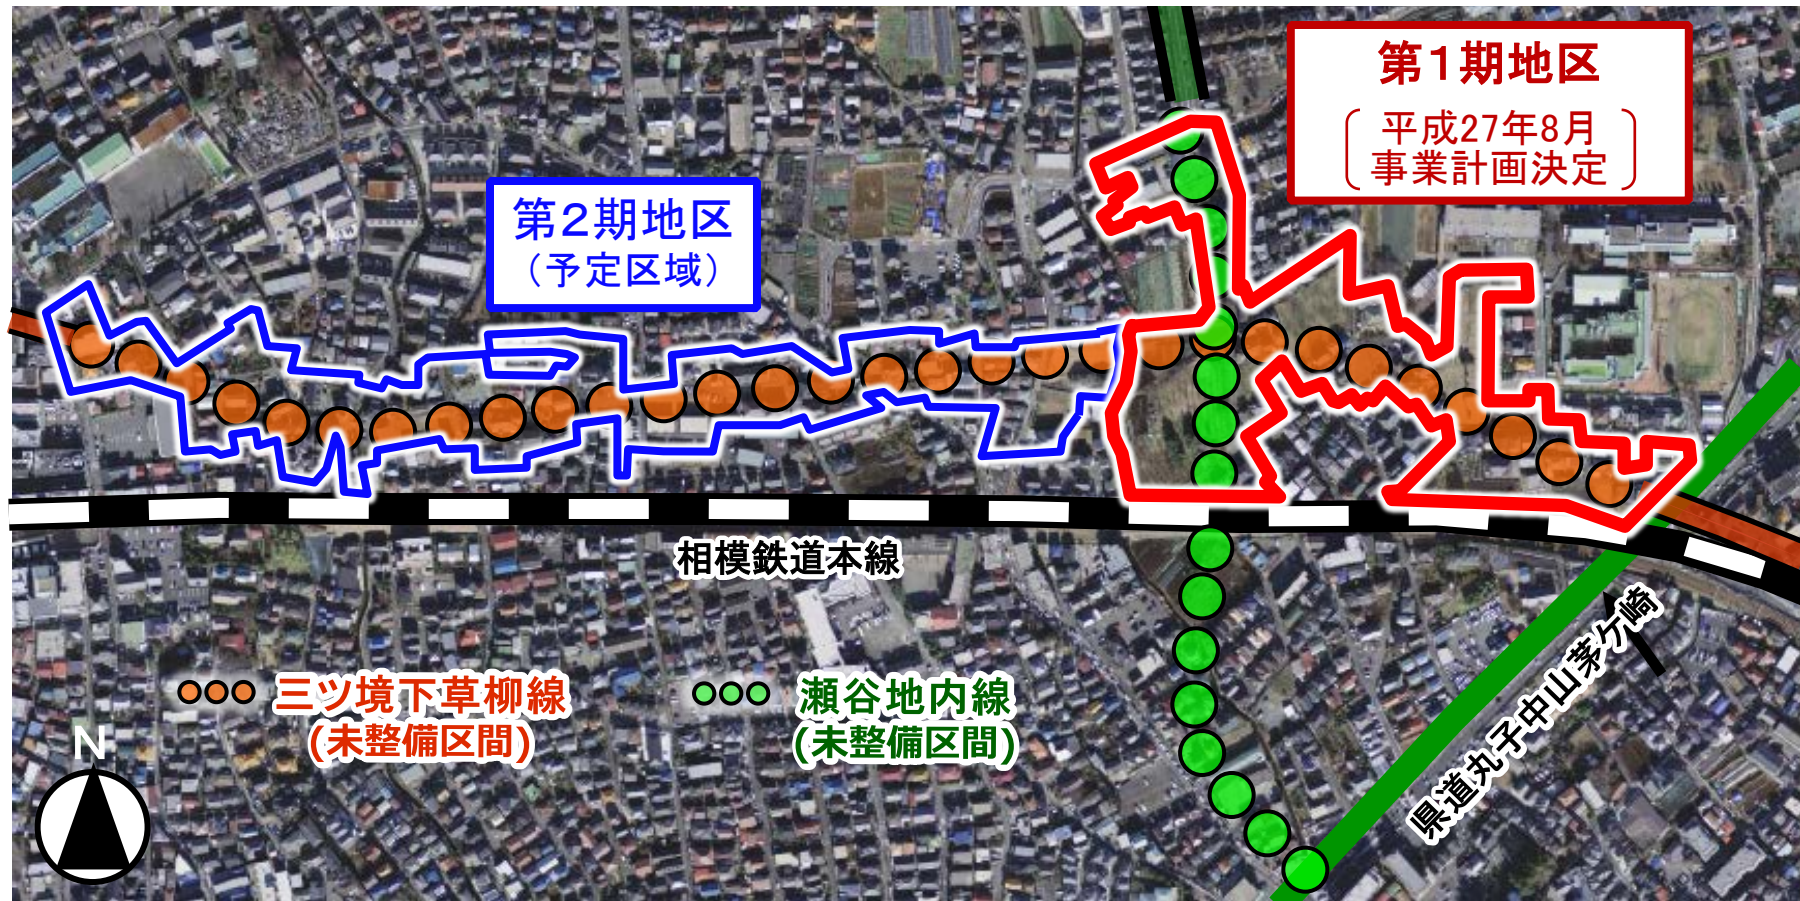 第1期地区
平成27年8月
事業計画決定
第2期地区
（予定区域）
相模鉄道本線
三ツ境下草柳線
(未整備区間)
瀬谷地内線
(未整備区間)
県道丸子中山茅ケ崎
N